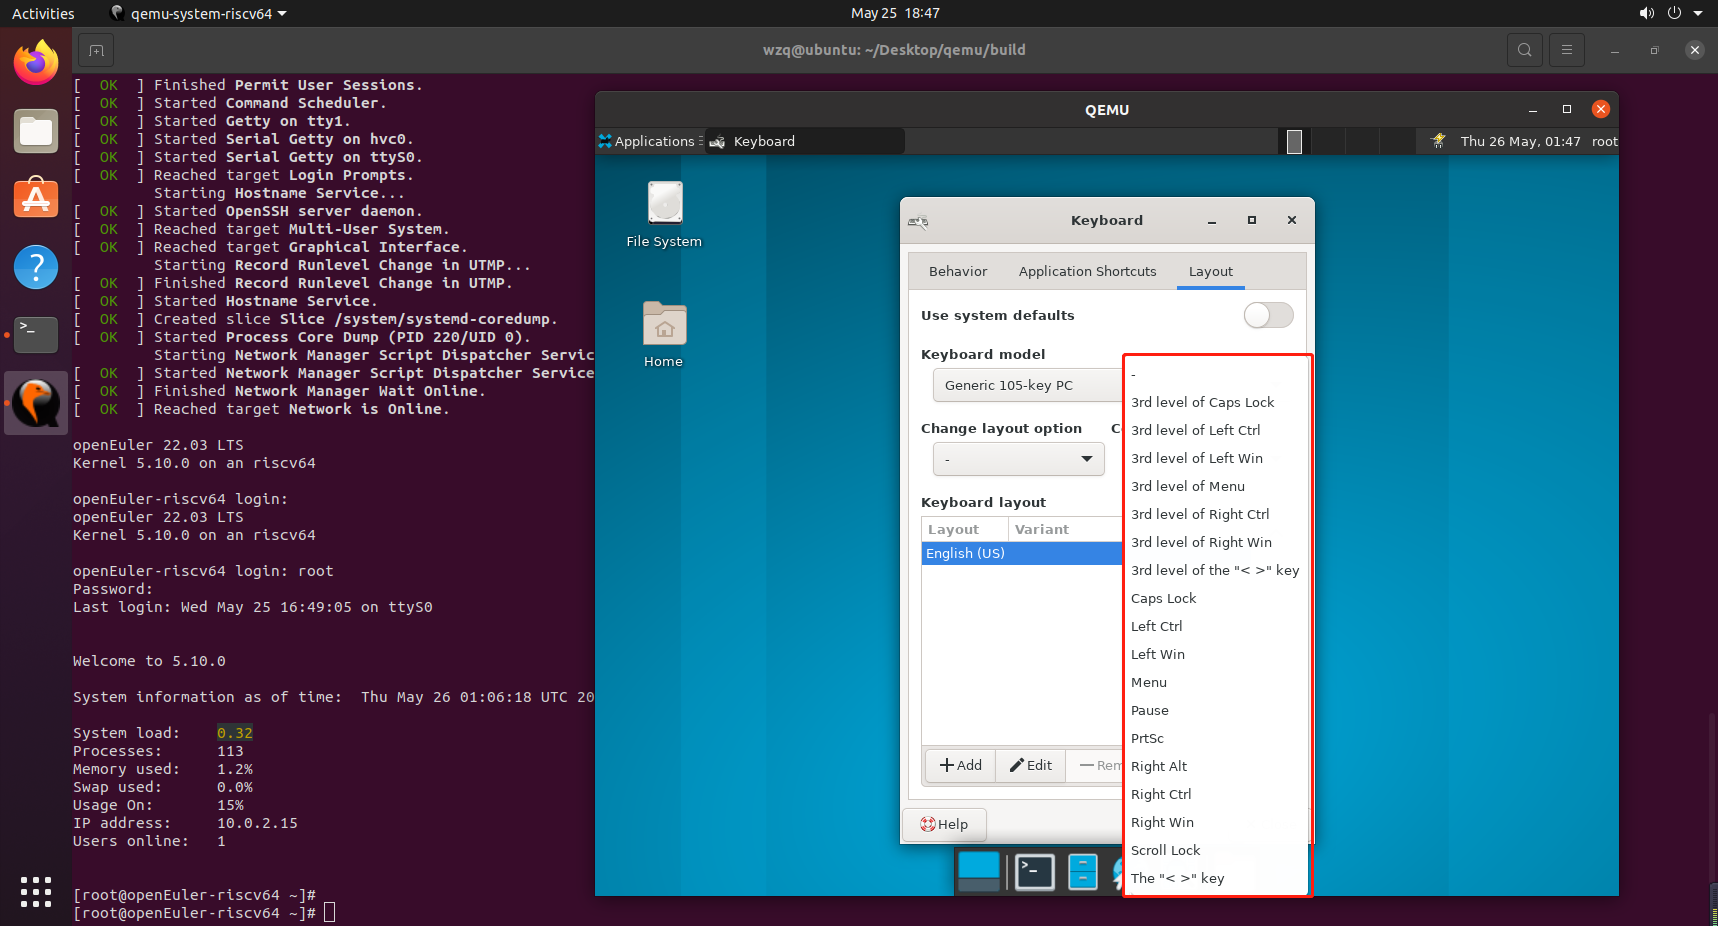 Activities
qemu-system-riscv64
May 25 18:47
wzq@ubuntu: ~/Desktop/qemu/build
[ OK ] Finished Permit User Sessions.
[ OK ] Started Command Scheduler.
[ OK ] Started Getty on tty1.
[ OK ] Started Serial Getty on hvc0.
[ OK ] Started Serial Getty on ttyS0.
[ OK ] Reached target Login Prompts.
Starting Hostname Service...
[ OK ] Started OpenSSH server daemon.
[ OK ] Reached target Multi-User System.
[ OK ] Reached target Graphical Interface.
Starting Record Runlevel Change in UTMP...
[ OK ] Finished Record Runlevel Change in UTMP.
[ OK ] Started Hostname Service.
[ OK ] Created slice Slice /system/systemd-coredump.
[ OK ] Started Process Core Dump (PID 220/UID 0).
Starting Network Manager Script Dispatcher Servic
[ OK ] Started Network Manager Script Dispatcher Service
[ OK ] Finished Network Manager Wait Online.
[ OK ] Reached target Network is Online.
openEuler 22.03 LTS
Kernel 5.10.0 on an riscv64
openEuler-riscv64 login:
openEuler 22.03 LTS
Kernel 5.10.0 on an riscv64
openEuler-riscv64 login: root
Password:
Last login: Wed May 25 16:49:05 on ttyS0
Welcome to 5.10.0
System information as of time: Thu May 26 01:06:18 UTC 20
System load: 0.32
Processes: 113
Memory used: 1.2%
Swap used: 0.0%
Usage On: 15%
IP address: 10.0.2.15
Users online: 1
[root@openEuler-riscv64 ~]#
[root@openEuler-riscv64 ~]#
QEMU
Applications
Keyboard
Thu 26 May, 01:47
root
File System
Home
Keyboard
Behavior
Application Shortcuts
Layout
Use system defaults
Keyboard model
Generic 105-key PC
Change layout option
C
-
Keyboard layout
Layout
Variant
English (US)
Add
Edit
Rem
Help
-
3rd level of Caps Lock
3rd level of Left Ctrl
3rd level of Left Win
3rd level of Menu
3rd level of Right Ctrl
3rd level of Right Win
3rd level of the "< >" key
Caps Lock
Left Ctrl
Left Win
Menu
Pause
PrtSc
Right Alt
Right Ctrl
Right Win
Scroll Lock
The "< >" key